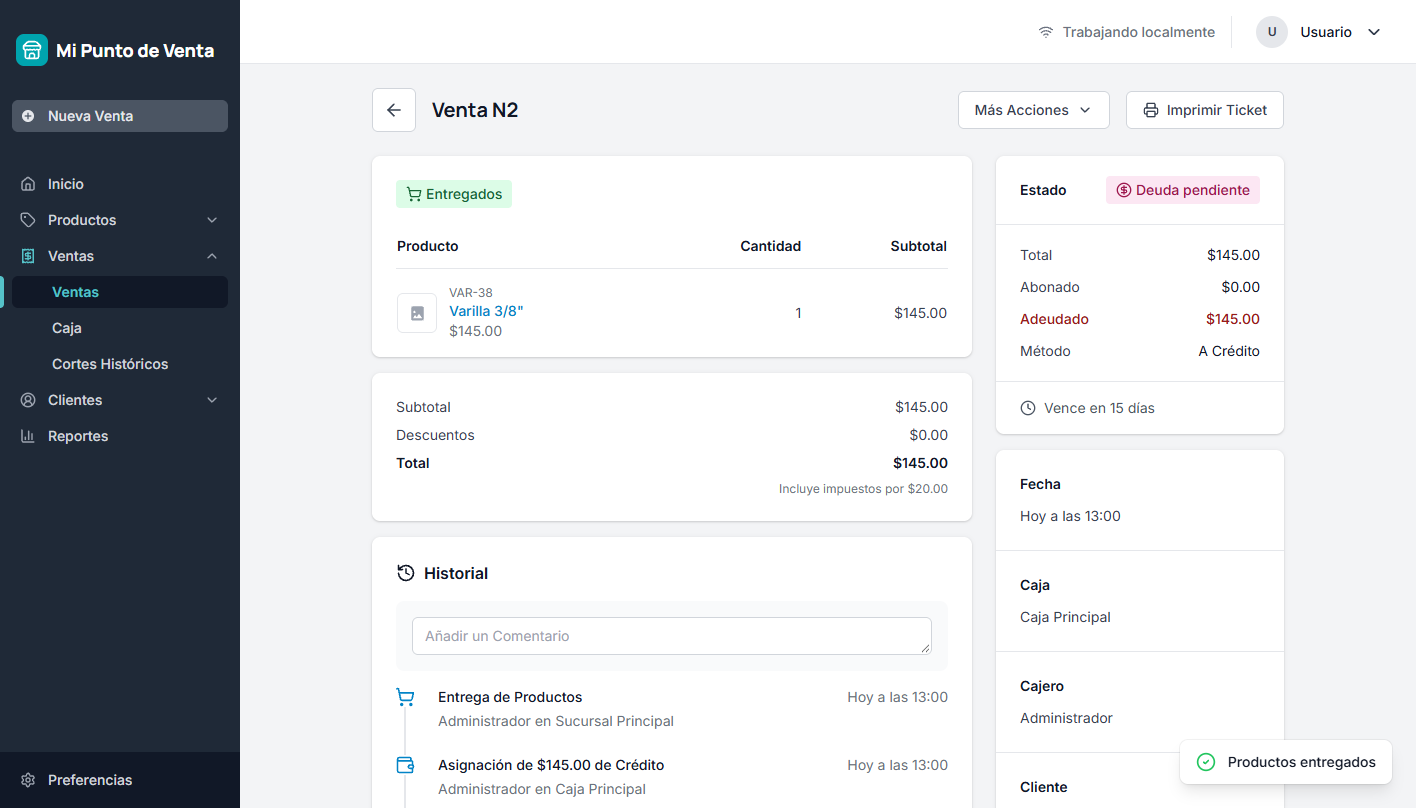 Mi Punto de Venta
Nueva Venta
Inicio
Productos
Ventas
Ventas
Caja
Cortes Históricos
Clientes
Reportes
Preferencias
Trabajando localmente
U Usuario
Venta N2
Más Acciones
Imprimir Ticket
Entregados
Producto Cantidad Subtotal
VAR-38
Varilla 3/8"
$145.00
1 $145.00
Subtotal $145.00
Descuentos $0.00
Total $145.00
Incluye impuestos por $20.00
Historial
Añadir un Comentario
Entrega de Productos Hoy a las 13:00
Administrador en Sucursal Principal
Asignación de $145.00 de Crédito Hoy a las 13:00
Administrador en Caja Principal
Estado Deuda pendiente
Total $145.00
Abonado $0.00
Adeudado $145.00
Método A Crédito
Vence en 15 días
Fecha
Hoy a las 13:00
Caja
Caja Principal
Cajero
Administrador
Cliente
Productos entregados